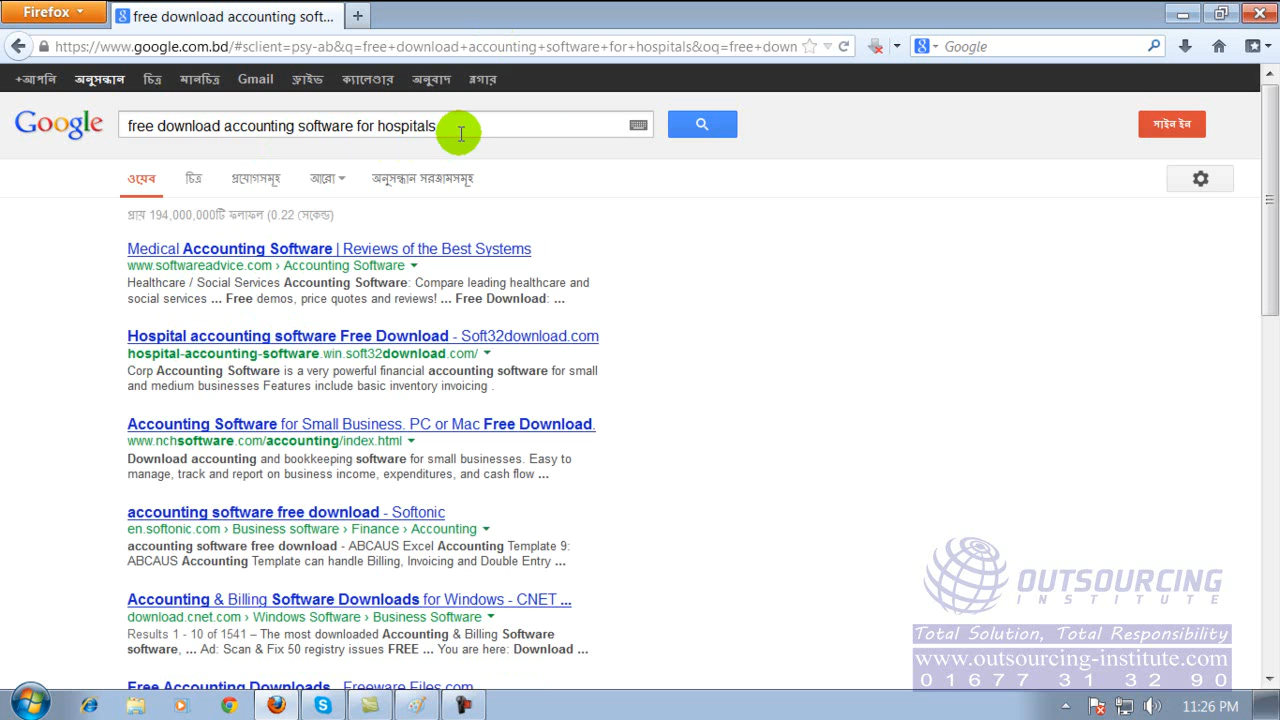 Firefox
free download accounting soft...
https://www.google.com.bd/#sclient=psy-ab&q=free+download+accounting+software+for+hospitals&oq=free+down
Google
+আপনি অনুসন্ধান চিত্র মানচিত্র Gmail ড্রাইভ ক্যালেণ্ডার অনুবাদ ব্লগার
Google
free download accounting software for hospitals
সাইন ইন
ওয়েব চিত্র প্রয়োগসমূহ আরো অনুসন্ধান সরঞ্জামসমূহ
প্রায় 194,000,000টি ফলাফল (0.22 সেকেন্ড)
Medical Accounting Software | Reviews of the Best Systems
www.softwareadvice.com › Accounting Software
Healthcare / Social Services Accounting Software: Compare leading healthcare and
social services ... Free demos, price quotes and reviews! ... Free Download: ...
Hospital accounting software Free Download - Soft32download.com
hospital-accounting-software.win.soft32download.com/
Corp Accounting Software is a very powerful financial accounting software for small
and medium businesses Features include basic inventory invoicing .
Accounting Software for Small Business. PC or Mac Free Download.
www.nchsoftware.com/accounting/index.html
Download accounting and bookkeeping software for small businesses. Easy to
manage, track and report on business income, expenditures, and cash flow ...
accounting software free download - Softonic
en.softonic.com › Business software › Finance › Accounting
accounting software free download - ABCAUS Excel Accounting Template 9:
ABCAUS Accounting Template can handle Billing, Invoicing and Double Entry ...
Accounting & Billing Software Downloads for Windows - CNET ...
download.cnet.com › Windows Software › Business Software
Results 1 - 10 of 1541 – The most downloaded Accounting & Billing Software
software, ... Ad: Scan & Fix 50 registry issues FREE ... You are here: Download ...
Free Accounting Downloads - Freeware Files.com
OUTSOURCING
INSTITUTE
Total Solution, Total Responsibility
www.outsourcing-institute.com
01677 31 32 90
11:26 PM